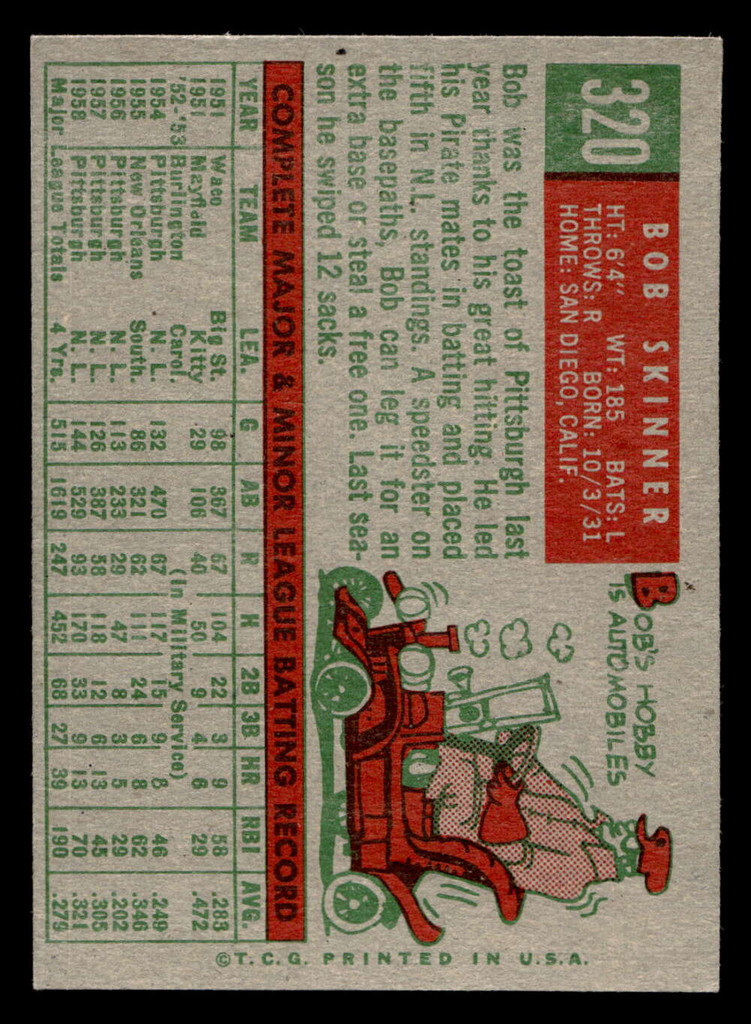 320
BOB SKINNER
HT: 6'4" WT: 185 BATS: L
THROWS: R BORN: 10/3/31
HOME: SAN DIEGO, CALIF.
Bob was the toast of Pittsburgh last
year thanks to his great hitting. He led
his Pirate mates in batting and placed
fifth in N.L. standings. A speedster on
the basepaths, Bob can leg it for an
extra base or steal a free one. Last sea-
son he swiped 12 sacks.
BOB'S HOBBY
IS AUTOMOBILES
COMPLETE MAJOR & MINOR LEAGUE BATTING RECORD
YEAR TEAM LEA. G AB R H 2B 3B HR RBI AVG.
1951 Waco Big St. 98 367 67 104 22 3 9 58 .283
1951 Mayfield Kitty 29 106 40 50 9 4 6 29 .472
'52-'53 Burlington Carol. (In Military Service)
1954 Pittsburgh N. L. 132 470 67 117 15 9 8 46 .249
1955 New Orleans South. 86 321 62 111 24 6 8 62 .346
1956 Pittsburgh N. L. 113 233 29 47 8 3 5 29 .202
1957 Pittsburgh N. L. 126 387 58 118 12 6 13 45 .305
1958 Pittsburgh N. L. 144 529 93 170 33 9 13 70 .321
Major League Totals 4 Yrs. 515 1619 247 452 68 27 39 190 .279
©T.C.G. PRINTED IN U.S.A.